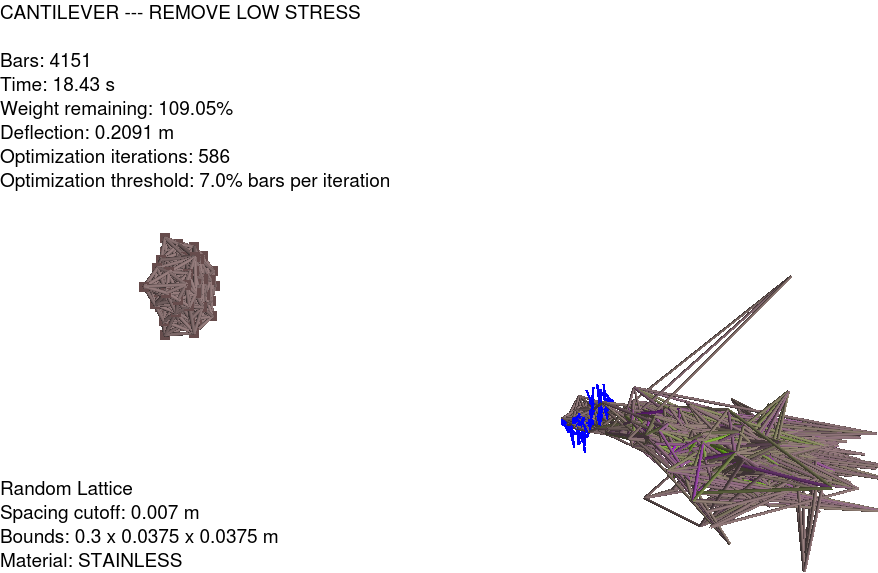 CANTILEVER --- REMOVE LOW STRESS
Bars: 4151
Time: 18.43 s
Weight remaining: 109.05%
Deflection: 0.2091 m
Optimization iterations: 586
Optimization threshold: 7.0% bars per iteration
Random Lattice
Spacing cutoff: 0.007 m
Bounds: 0.3 x 0.0375 x 0.0375 m
Material: STAINLESS